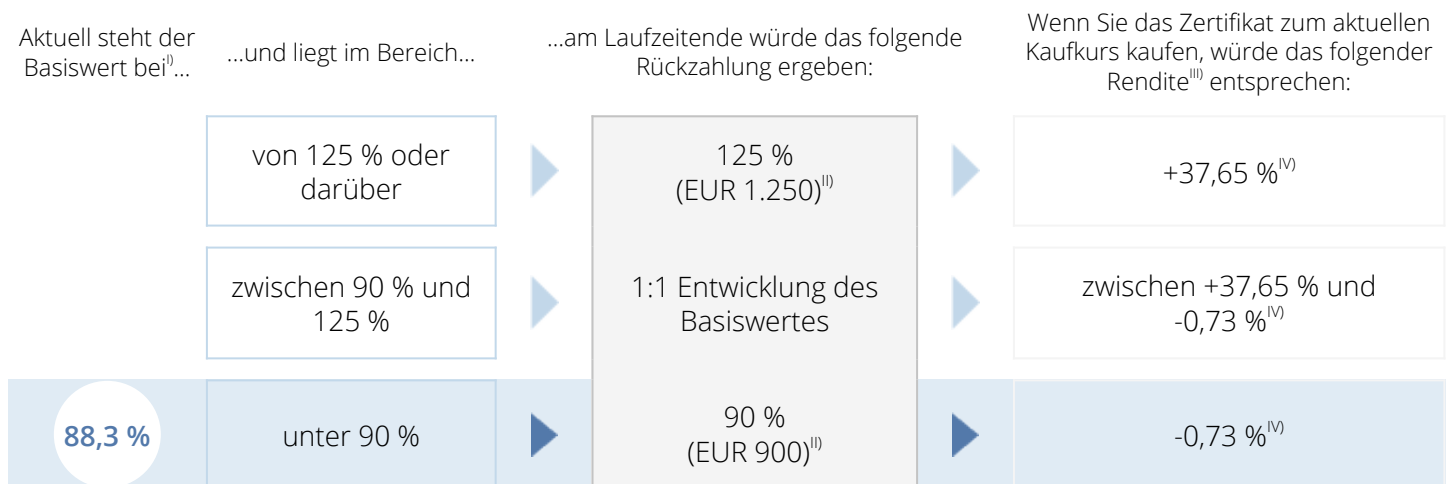 Aktuell steht der
Basiswert bei^I)...
...und liegt im Bereich...
...am Laufzeitende würde das folgende
Rückzahlung ergeben:
Wenn Sie das Zertifikat zum aktuellen
Kaufkurs kaufen, würde das folgender
Rendite^III) entsprechen:
von 125 % oder
darüber
125 %
(EUR 1.250)^II)
+37,65 %^IV)
zwischen 90 % und
125 %
1:1 Entwicklung des
Basiswertes
zwischen +37,65 % und
-0,73 %^IV)
88,3 %
unter 90 %
90 %
(EUR 900)^II)
-0,73 %^IV)